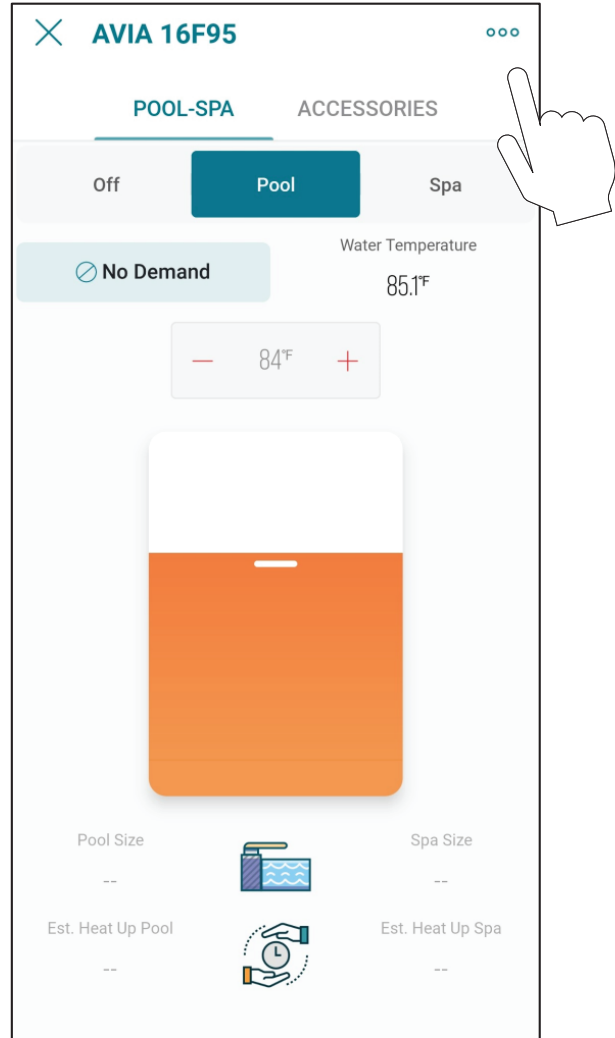 AVIA 16F95
POOL-SPA ACCESSORIES
Off Pool Spa
No Demand
Water Temperature
85.1°F
— 84°F +
Pool Size Spa Size
-- --
Est. Heat Up Pool Est. Heat Up Spa
-- --